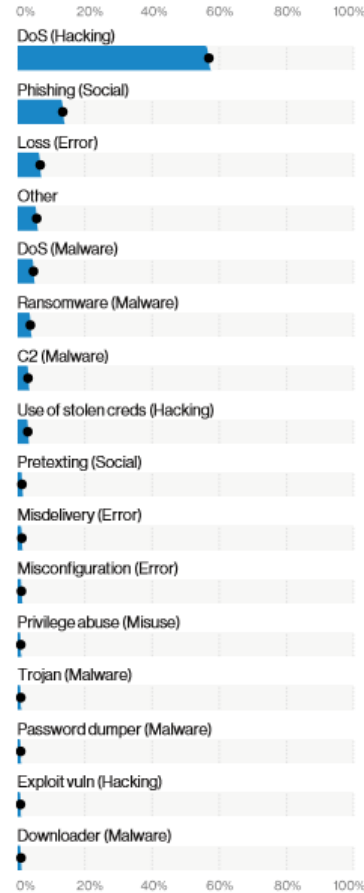 0% 20% 40% 60% 80% 100%
DoS (Hacking)
Phishing (Social)
Loss (Error)
Other
DoS (Malware)
Ransomware (Malware)
C2 (Malware)
Use of stolen creds (Hacking)
Pretexting (Social)
Misdelivery (Error)
Misconfiguration (Error)
Privilege abuse (Misuse)
Trojan (Malware)
Password dumper (Malware)
Exploit vuln (Hacking)
Downloader (Malware)
0% 20% 40% 60% 80% 100%